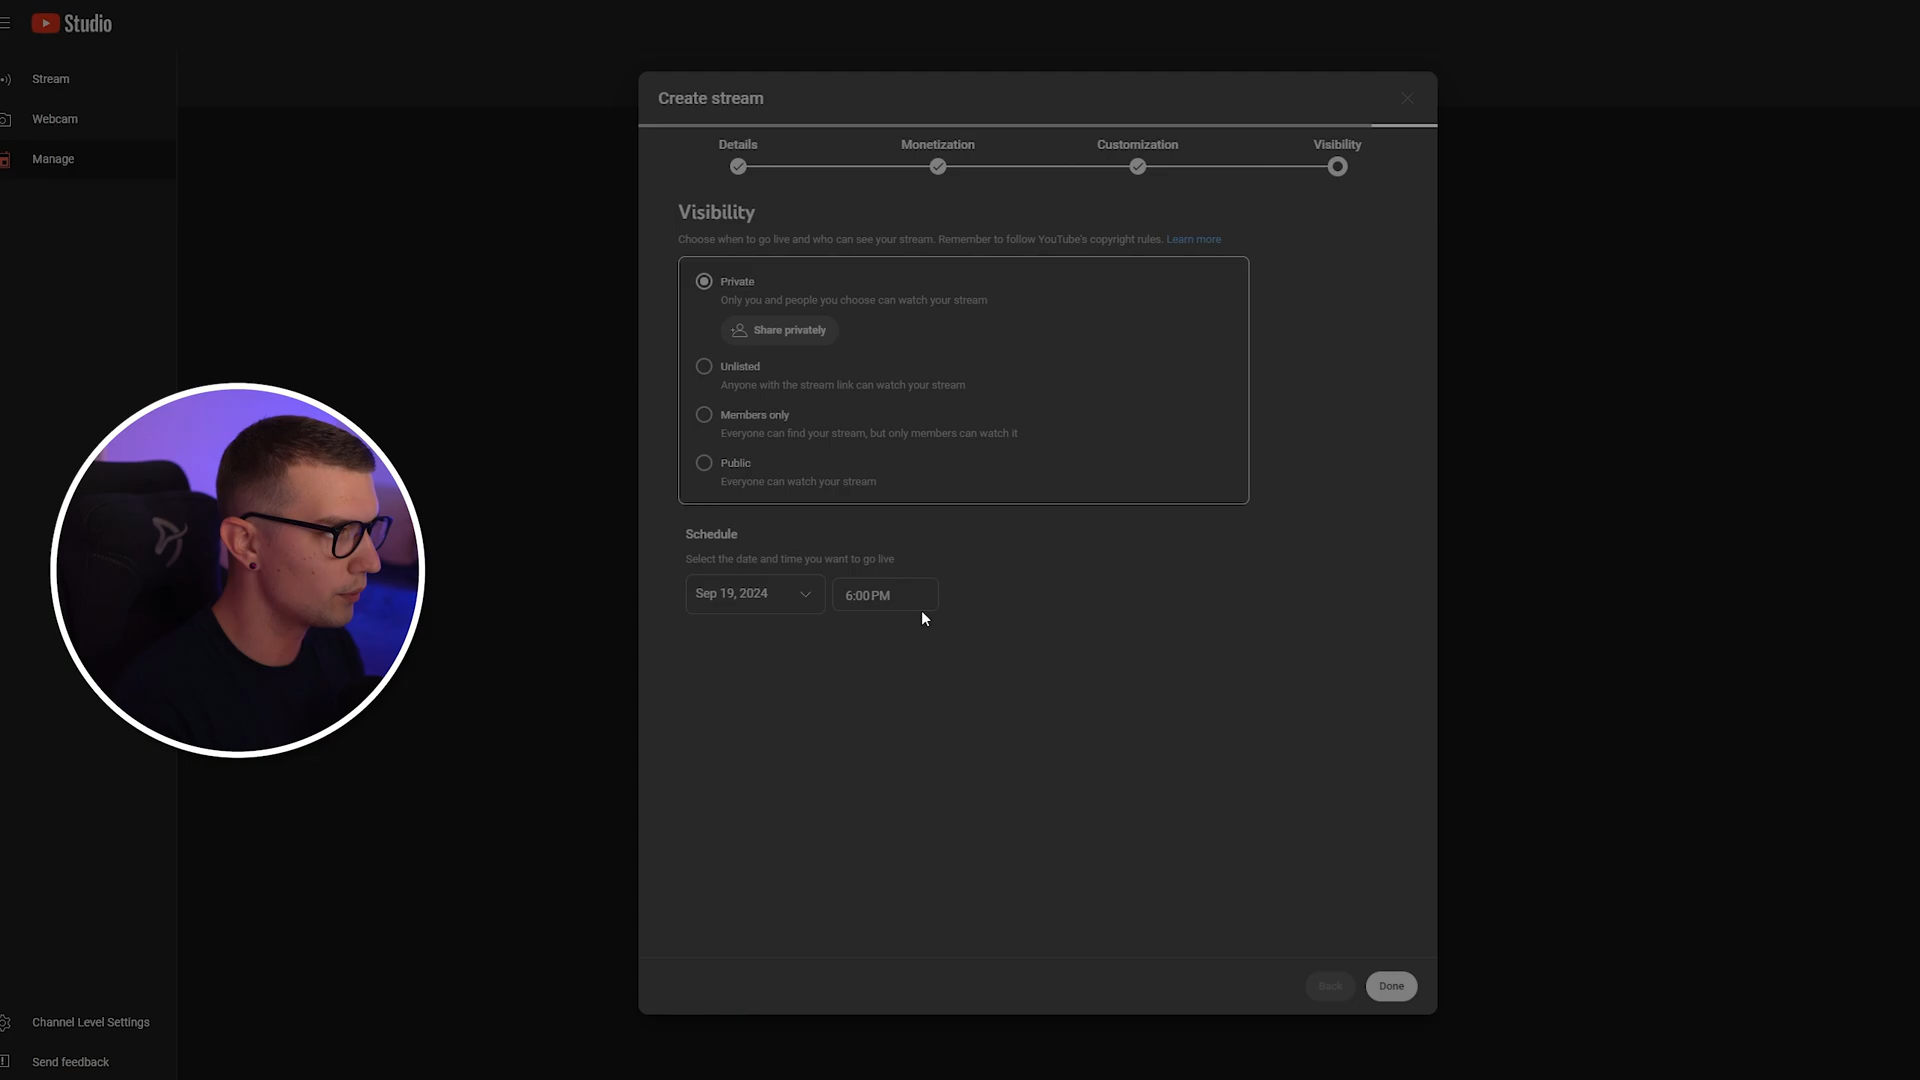 Studio
Stream
Webcam
Manage
Create stream
Details
Monetization
Customization
Visibility
Visibility
Choose when to go live and who can see your stream. Remember to follow YouTube's copyright rules. Learn more
Private
Only you and people you choose can watch your stream
Share privately
Unlisted
Anyone with the stream link can watch your stream
Members only
Everyone can find your stream, but only members can watch it
Public
Everyone can watch your stream
Schedule
Select the date and time you want to go live
Sep 19, 2024
6:00 PM
Back
Done
Channel Level Settings
Send feedback